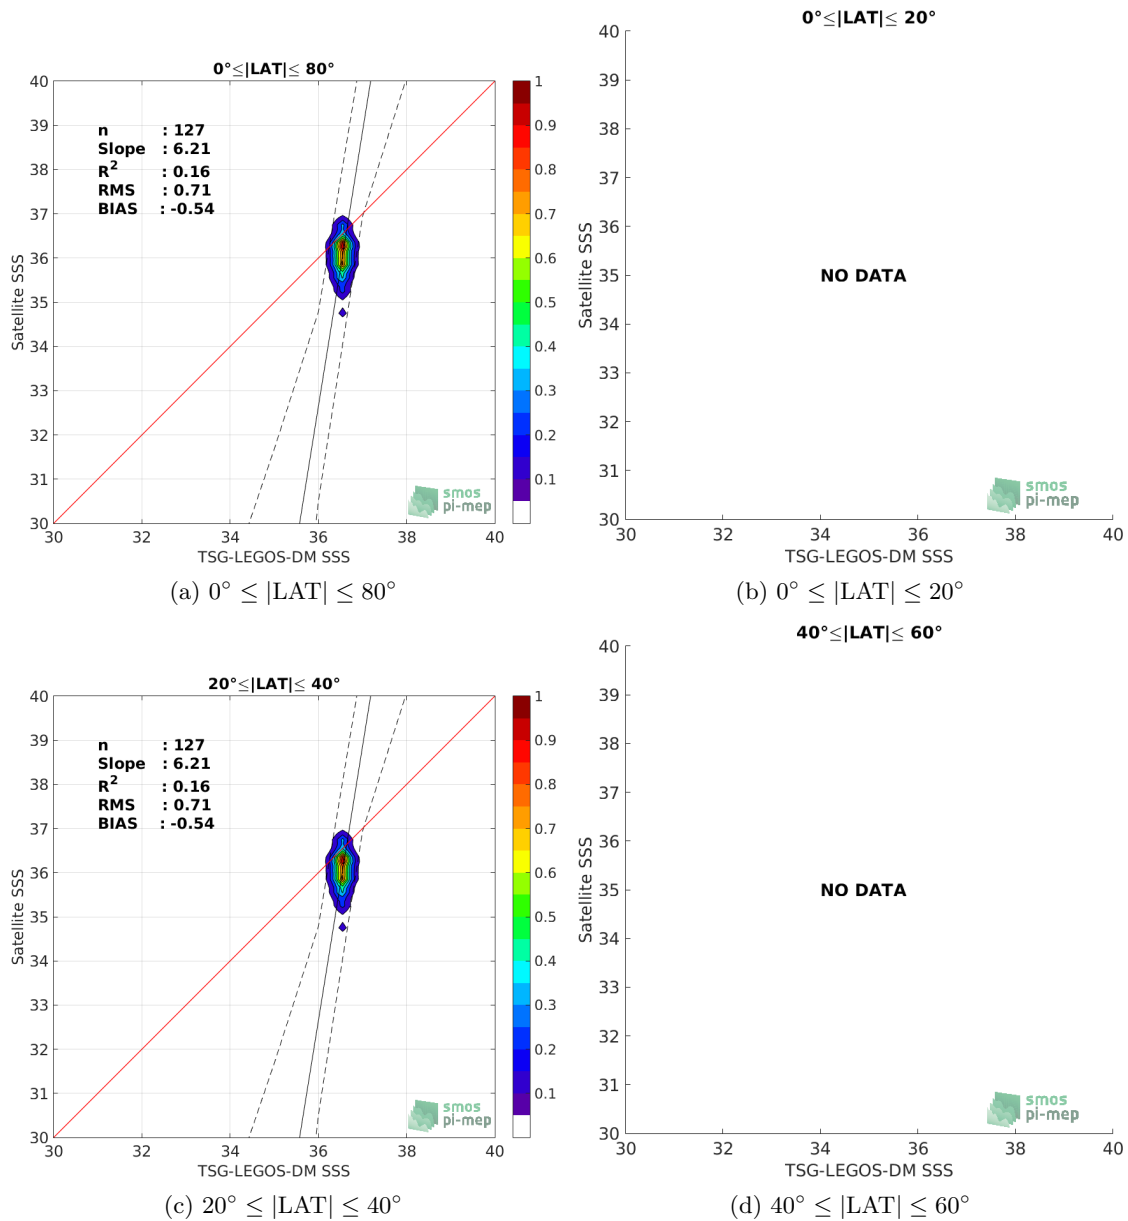 0°≤|LAT|≤ 80°
40
39
38
37
36
35
34
33
32
31
30
Satellite SSS
n : 127
Slope : 6.21
R² : 0.16
RMS : 0.71
BIAS : -0.54
smos
pi-mep
30 32 34 36 38 40
TSG-LEGOS-DM SSS
1
0.9
0.8
0.7
0.6
0.5
0.4
0.3
0.2
0.1
(a) 0° ≤ |LAT| ≤ 80°
0°≤|LAT|≤ 20°
40
39
38
37
36
35
34
33
32
31
30
Satellite SSS
NO DATA
smos
pi-mep
30 32 34 36 38 40
TSG-LEGOS-DM SSS
(b) 0° ≤ |LAT| ≤ 20°
20°≤|LAT|≤ 40°
40
39
38
37
36
35
34
33
32
31
30
Satellite SSS
n : 127
Slope : 6.21
R² : 0.16
RMS : 0.71
BIAS : -0.54
smos
pi-mep
30 32 34 36 38 40
TSG-LEGOS-DM SSS
1
0.9
0.8
0.7
0.6
0.5
0.4
0.3
0.2
0.1
(c) 20° ≤ |LAT| ≤ 40°
40°≤|LAT|≤ 60°
40
39
38
37
36
35
34
33
32
31
30
Satellite SSS
NO DATA
smos
pi-mep
30 32 34 36 38 40
TSG-LEGOS-DM SSS
(d) 40° ≤ |LAT| ≤ 60°